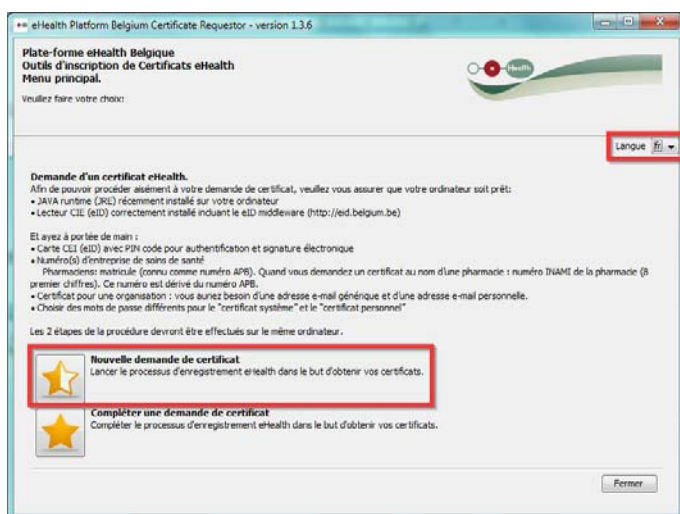 eHealth Platform Belgium Certificate Requestor - version 1.3.6
Plate-forme eHealth Belgique
Outils d'inscription de Certificats eHealth
Menu principal.
Veuillez faire votre choix:
Health
Langue fr
Demande d'un certificat eHealth.
Afin de pouvoir procéder aisément à votre demande de certificat, veuillez vous assurer que votre ordinateur soit prêt:
• JAVA runtime (JRE) récemment installé sur votre ordinateur
• Lecteur CIE (eID) correctement installé incluant le eID middleware (http://eid.belgium.be)
Et ayez à portée de main :
• Carte CEI (eID) avec PIN code pour authentification et signature électronique
• Numéro(s) d'entreprise de soins de santé
Pharmaciens: matricule (connu comme numéro APB). Quand vous demandez un certificat au nom d'une pharmacie : numéro INAMI de la pharmacie (8
premier chiffres). Ce numéro est dérivé du numéro APB.
• Certificat pour une organisation : vous auriez besoin d'une adresse e-mail générique et d'une adresse e-mail personnelle.
• Choisir des mots de passe différents pour le "certificat système" et le "certificat personnel"
Les 2 étapes de la procédure devront être effectués sur le même ordinateur.
Nouvelle demande de certificat
Lancer le processus d'enregistrement eHealth dans le but d'obtenir vos certificats.
Compléter une demande de certificat
Compléter le processus d'enregistrement eHealth dans le but d'obtenir vos certificats.
Fermer